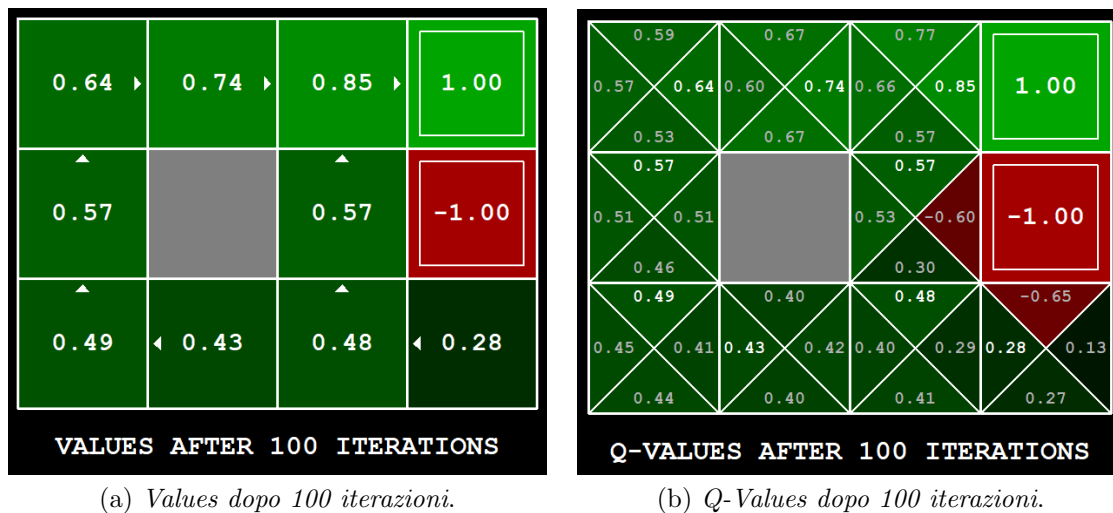 0.64 0.74 0.85 1.00
0.57 0.57 -1.00
0.49 0.43 0.48 0.28
VALUES AFTER 100 ITERATIONS
(a) Values dopo 100 iterazioni.
0.59 0.67 0.77
0.57 0.64 0.60 0.74 0.66 0.85 1.00
0.53 0.67 0.57
0.57 0.57
0.51 0.51 0.53 -0.60 -1.00
0.46 0.30
0.49 0.40 0.48 -0.65
0.45 0.41 0.43 0.42 0.40 0.29 0.28 0.13
0.44 0.40 0.41 0.27
Q-VALUES AFTER 100 ITERATIONS
(b) Q-Values dopo 100 iterazioni.